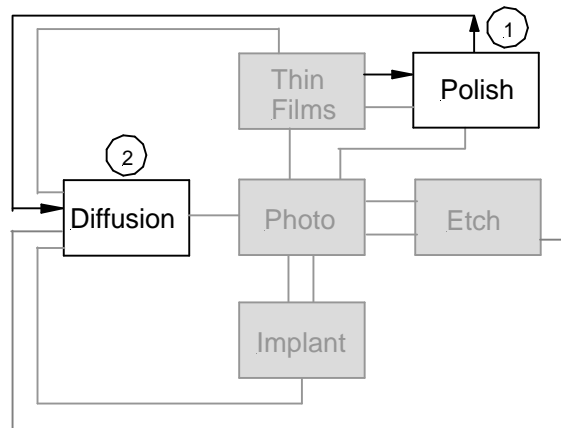 1
Thin
Films
Polish
2
Diffusion
Photo
Etch
Implant